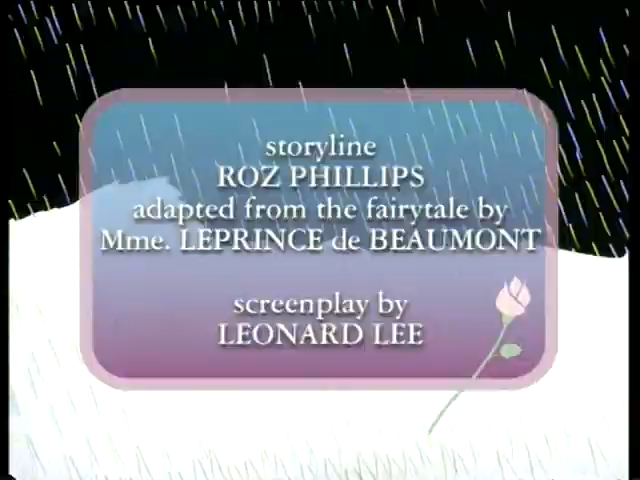 storyline
ROZ PHILLIPS
adapted from the fairytale by
Mme. LEPRINCE de BEAUMONT
screenplay by
LEONARD LEE